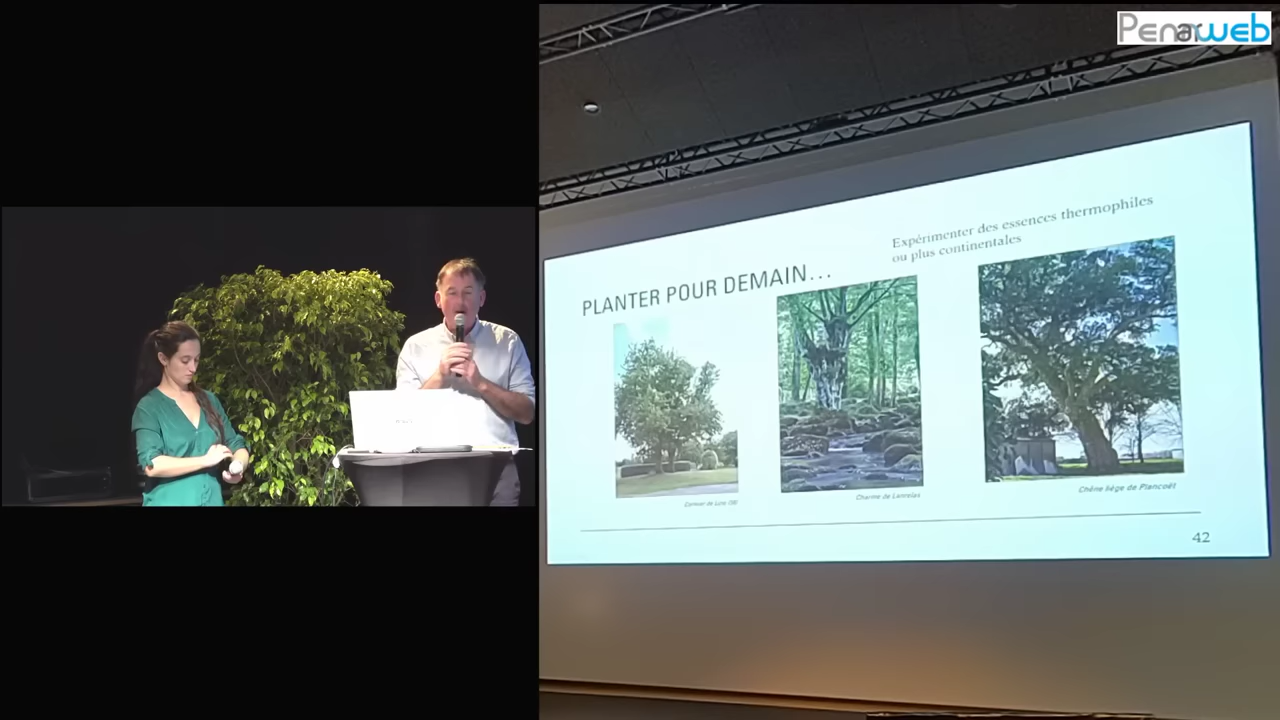 Penarweb
Expérimenter des essences thermophiles
ou plus continentales
PLANTER POUR DEMAIN...
Charme de Lanrelas
Chêne liège de Plancoët
42